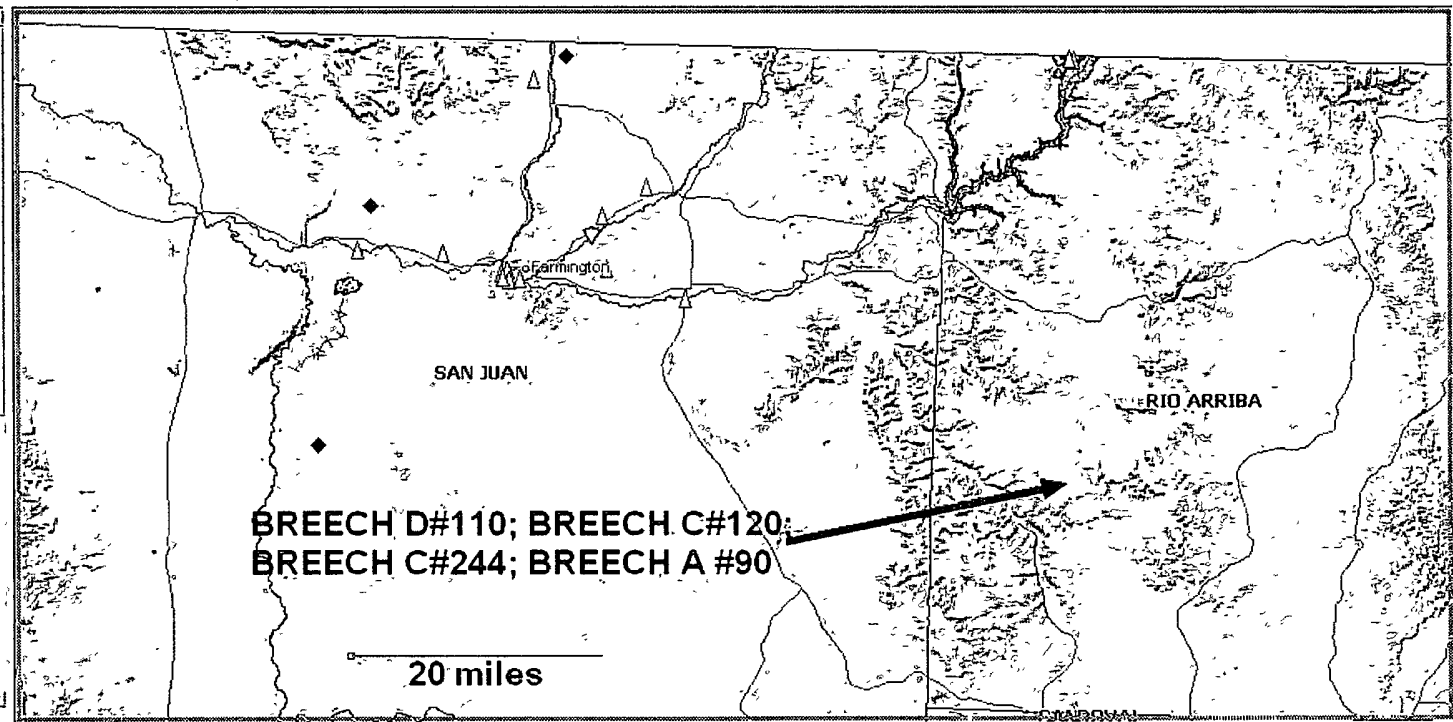 Farmington
SAN JUAN
RIO ARRIBA
BREECH D#110; BREECH C#120;
BREECH C#244; BREECH A #90
20 miles